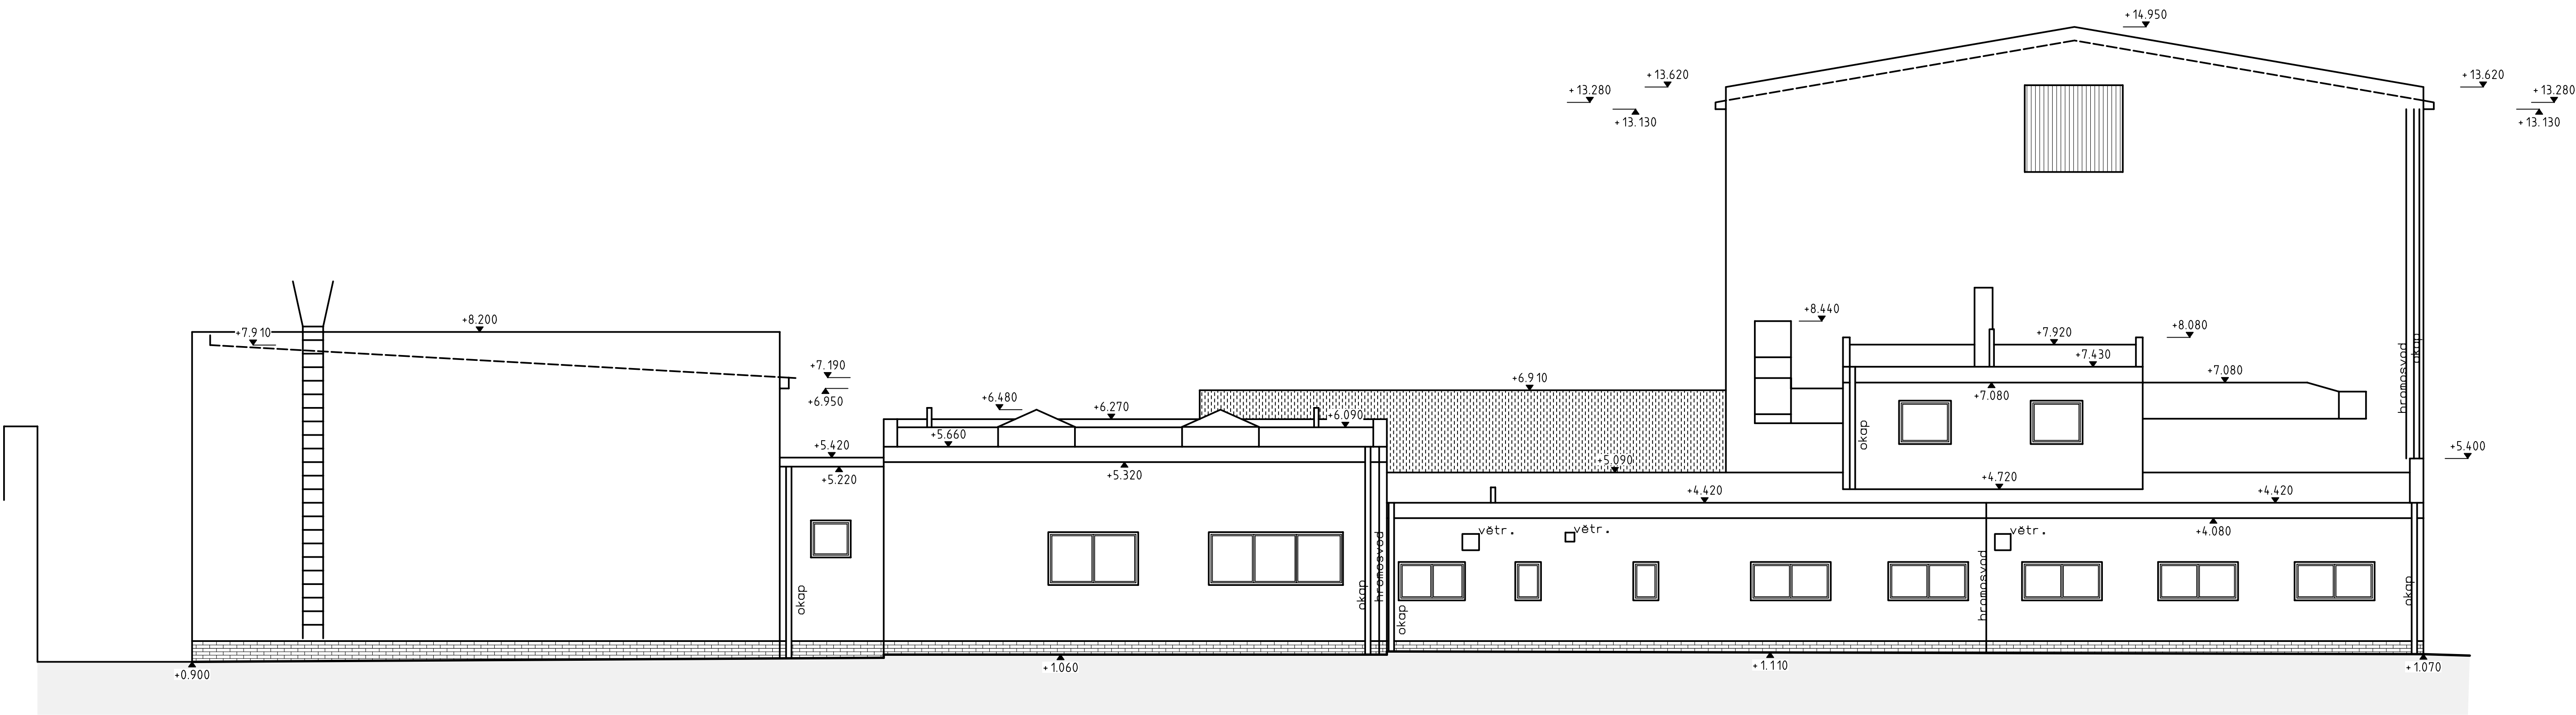 +14.950
+13.620
+13.280
+13.130
+13.620
+13.280
+13.130
+8.440
+7.910
+8.200
+7.190
+6.950
+7.920
+8.080
+7.430
+7.080
+7.080
+6.910
hromosvod
okap
+6.480
+6.270
+6.090
+5.660
+5.420
+5.220
+5.320
okap
+5.400
+5.090
+4.720
+4.420
+4.420
+4.080
větr.
větr.
větr.
okap
okap
hromosvod
okap
hromosvod
okap
+0.900
+1.060
+1.110
+1.070